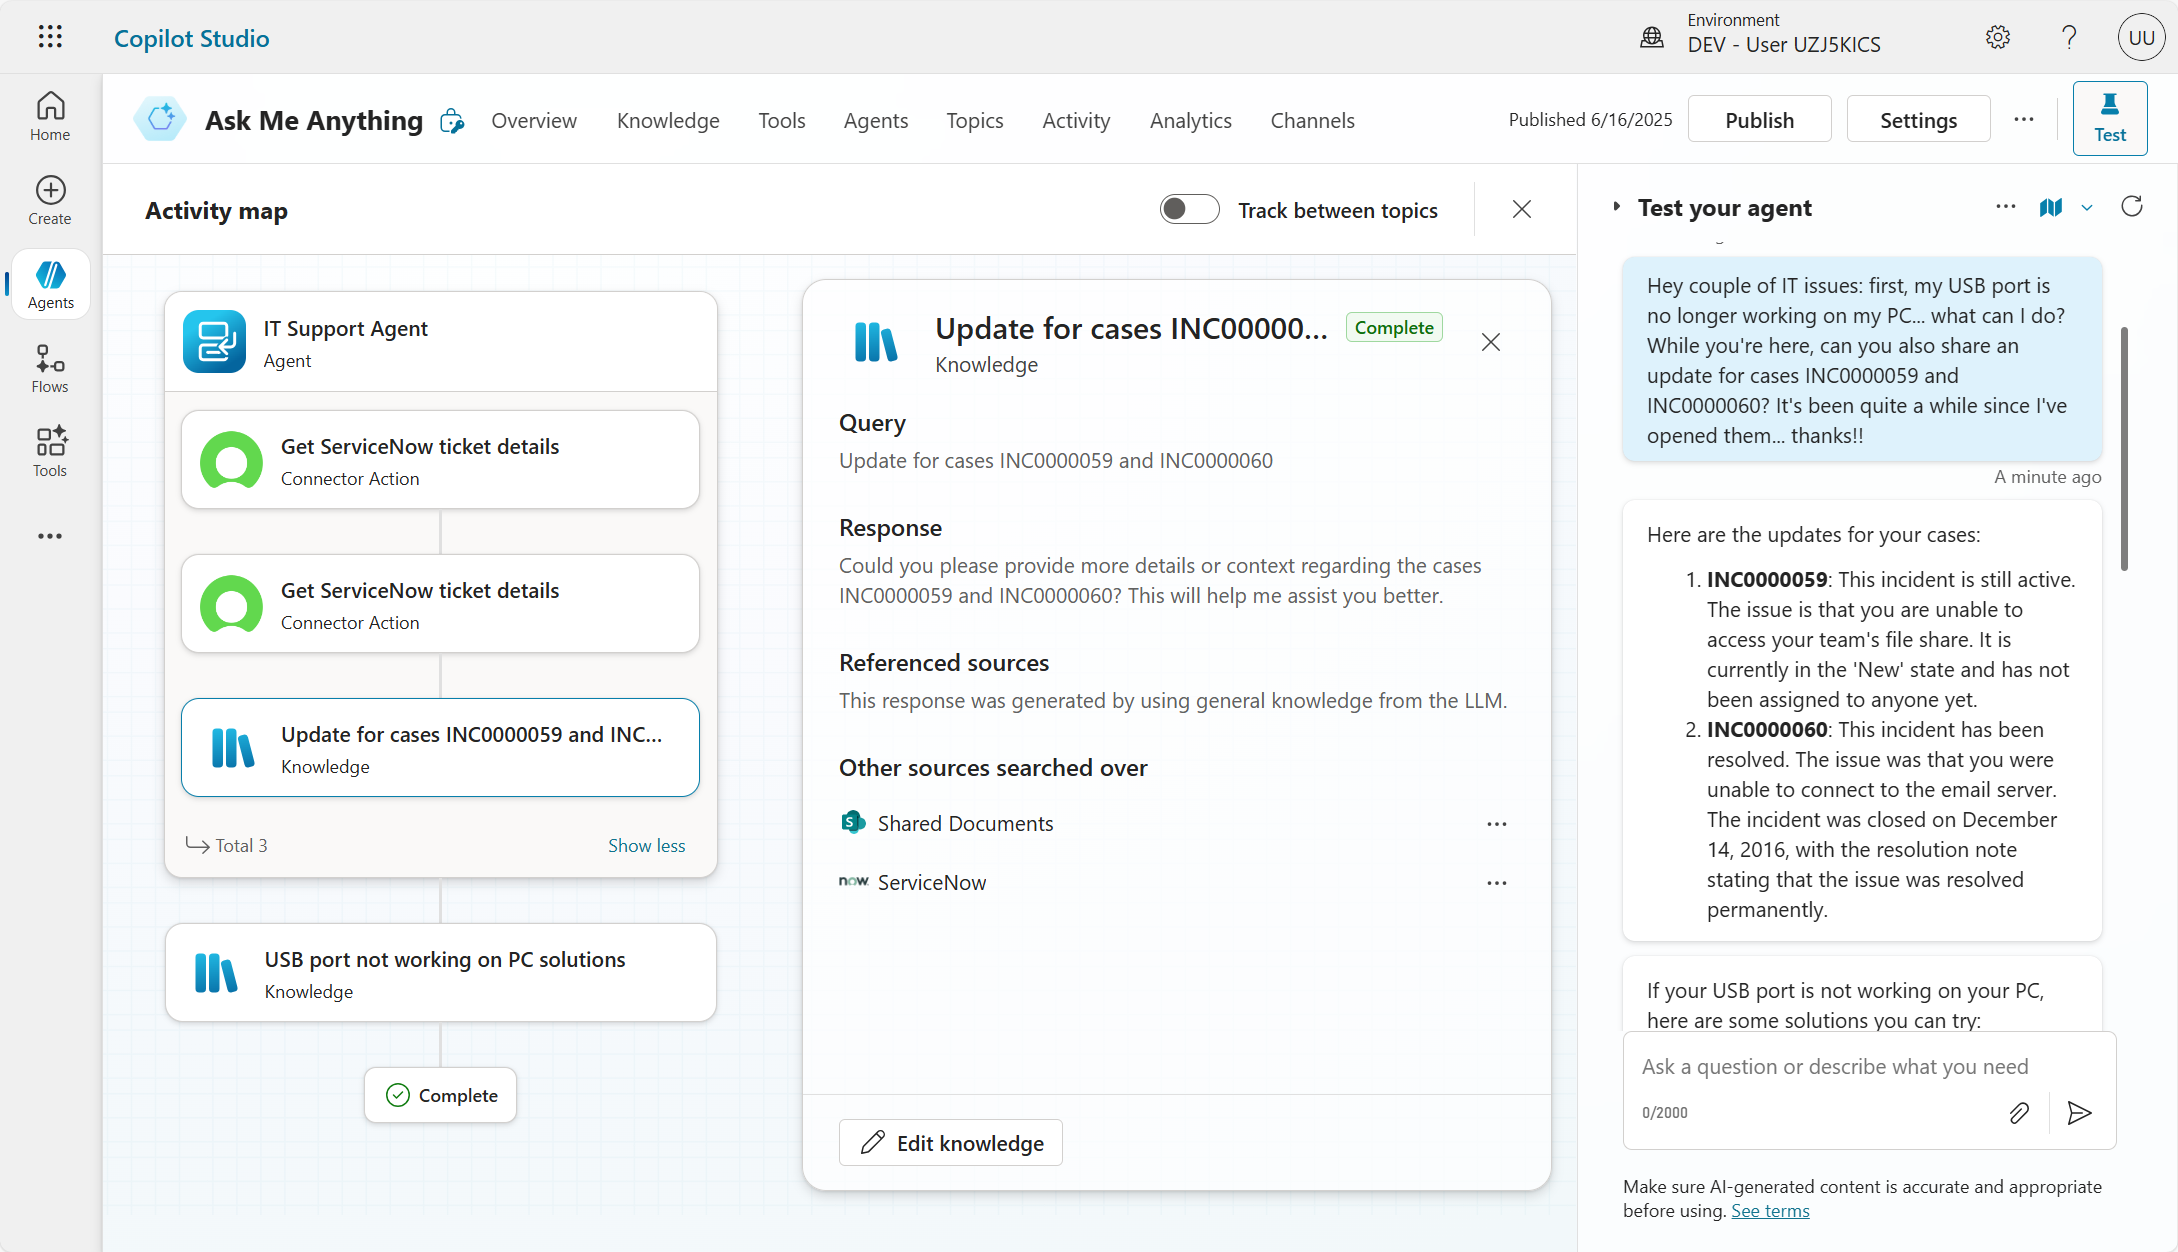 Copilot Studio
Environment
DEV - User UZJ5KICS
UU
Home
Create
Agents
Flows
Tools
Ask Me Anything
Overview
Knowledge
Tools
Agents
Topics
Activity
Analytics
Channels
Published 6/16/2025
Publish
Settings
Test
Activity map
Track between topics
IT Support Agent
Agent
Get ServiceNow ticket details
Connector Action
Get ServiceNow ticket details
Connector Action
Update for cases INC0000059 and INC...
Knowledge
Total 3
Show less
USB port not working on PC solutions
Knowledge
Complete
Update for cases INC00000...
Complete
Knowledge
Query
Update for cases INC0000059 and INC0000060
Response
Could you please provide more details or context regarding the cases
INC0000059 and INC0000060? This will help me assist you better.
Referenced sources
This response was generated by using general knowledge from the LLM.
Other sources searched over
S Shared Documents
now. ServiceNow
Edit knowledge
Test your agent
Hey couple of IT issues: first, my USB port is
no longer working on my PC... what can I do?
While you're here, can you also share an
update for cases INC0000059 and
INC0000060? It's been quite a while since I've
opened them... thanks!!
A minute ago
Here are the updates for your cases:
1. INC0000059: This incident is still active.
The issue is that you are unable to
access your team's file share. It is
currently in the 'New' state and has not
been assigned to anyone yet.
2. INC0000060: This incident has been
resolved. The issue was that you were
unable to connect to the email server.
The incident was closed on December
14, 2016, with the resolution note
stating that the issue was resolved
permanently.
If your USB port is not working on your PC,
here are some solutions you can try:
Ask a question or describe what you need
0/2000
Make sure AI-generated content is accurate and appropriate
before using. See terms